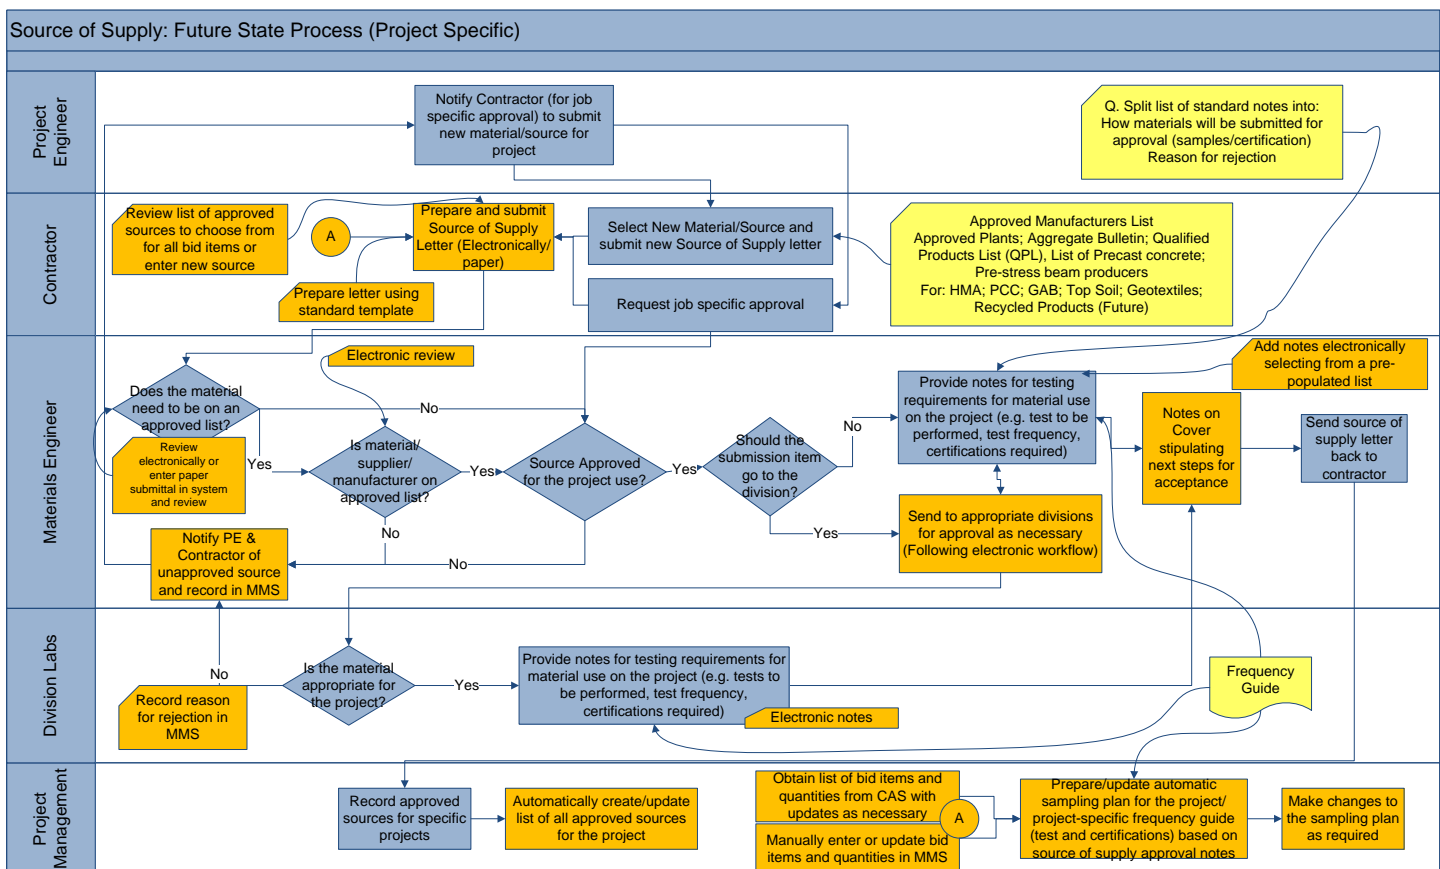 Source of Supply: Future State Process (Project Specific)
Project
Engineer
Notify Contractor (for job
specific approval) to submit
new material/source for
project
Q. Split list of standard notes into:
How materials will be submitted for
approval (samples/certification)
Reason for rejection
Contractor
Review list of approved
sources to choose from
for all bid items or
enter new source
A
Prepare and submit
Source of Supply
Letter (Electronically/
paper)
Prepare letter using
standard template
Select New Material/Source and
submit new Source of Supply letter
Request job specific approval
Approved Manufacturers List
Approved Plants; Aggregate Bulletin; Qualified
Products List (QPL), List of Precast concrete;
Pre-stress beam producers
For: HMA; PCC; GAB; Top Soil; Geotextiles;
Recycled Products (Future)
Materials Engineer
Electronic review
Does the material
need to be on an
approved list?
Review
electronically or
enter paper
submittal in system
and review
Yes
No
Is material/
supplier/
manufacturer on
approved list?
Yes
No
Source Approved
for the project use?
Yes
No
Should the
submission item
go to the
division?
No
Yes
Provide notes for testing
requirements for material use
on the project (e.g. test to be
performed, test frequency,
certifications required)
Add notes electronically
selecting from a pre-
populated list
Notes on
Cover
stipulating
next steps for
acceptance
Send source of
supply letter
back to
contractor
Send to appropriate divisions
for approval as necessary
(Following electronic workflow)
Notify PE &
Contractor of
unapproved source
and record in MMS
Division Labs
No
Record reason
for rejection in
MMS
Is the material
appropriate for
the project?
Yes
Provide notes for testing requirements for
material use on the project (e.g. tests to
be performed, test frequency,
certifications required)
Electronic notes
Frequency
Guide
Project
Management
Record approved
sources for specific
projects
Automatically create/update
list of all approved sources
for the project
Obtain list of bid items and
quantities from CAS with
updates as necessary
A
Manually enter or update bid
items and quantities in MMS
Prepare/update automatic
sampling plan for the project/
project-specific frequency guide
(test and certifications) based on
source of supply approval notes
Make changes to
the sampling plan
as required